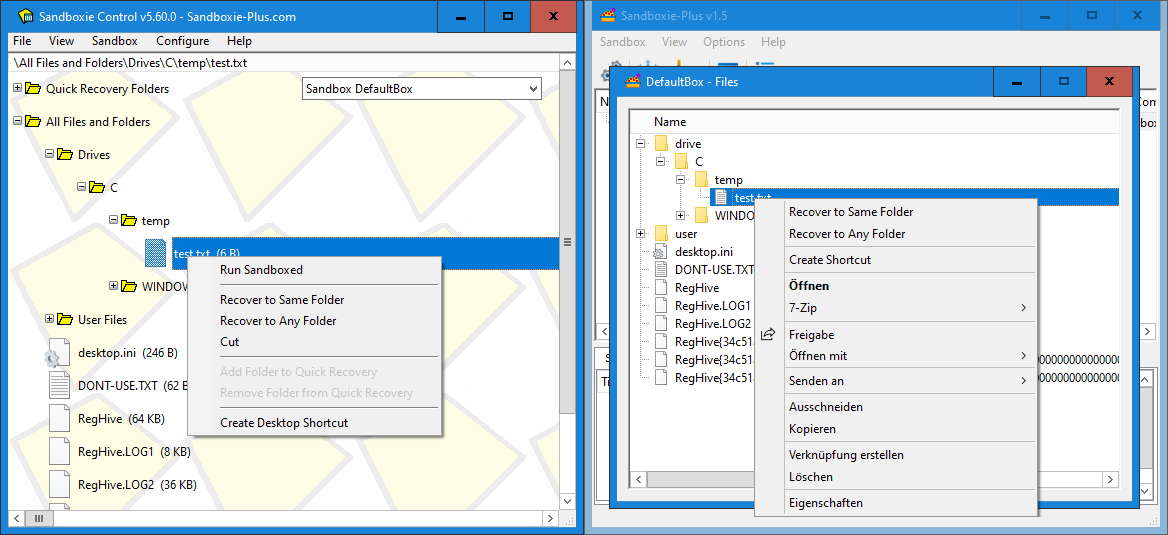 Sandboxie Control v5.60.0 - Sandboxie-Plus.com
File View Sandbox Configure Help
\All Files and Folders\Drives\C\temp\test.txt
Quick Recovery Folders
Sandbox DefaultBox
All Files and Folders
Drives
C
temp
test.txt (6 B)
WINDOW
User Files
desktop.ini (246 B)
DONT-USE.TXT (62 B
RegHive (64 KB)
RegHive.LOG1 (8 KB)
RegHive.LOG2 (36 KB)
Run Sandboxed
Recover to Same Folder
Recover to Any Folder
Cut
Add Folder to Quick Recovery
Remove Folder from Quick Recovery
Create Desktop Shortcut
Sandboxie-Plus v1.5
Sandbox View Options Help
DefaultBox - Files
Name
drive
C
temp
test.txt
WINDO
user
desktop.ini
DONT-USE.TXT
RegHive
RegHive.LOG1
RegHive.LOG2
RegHive{34c51
RegHive{34c51
RegHive{34c51
Recover to Same Folder
Recover to Any Folder
Create Shortcut
Öffnen
7-Zip
Freigabe
Öffnen mit
Senden an
Ausschneiden
Kopieren
Verknüpfung erstellen
Löschen
Eigenschaften